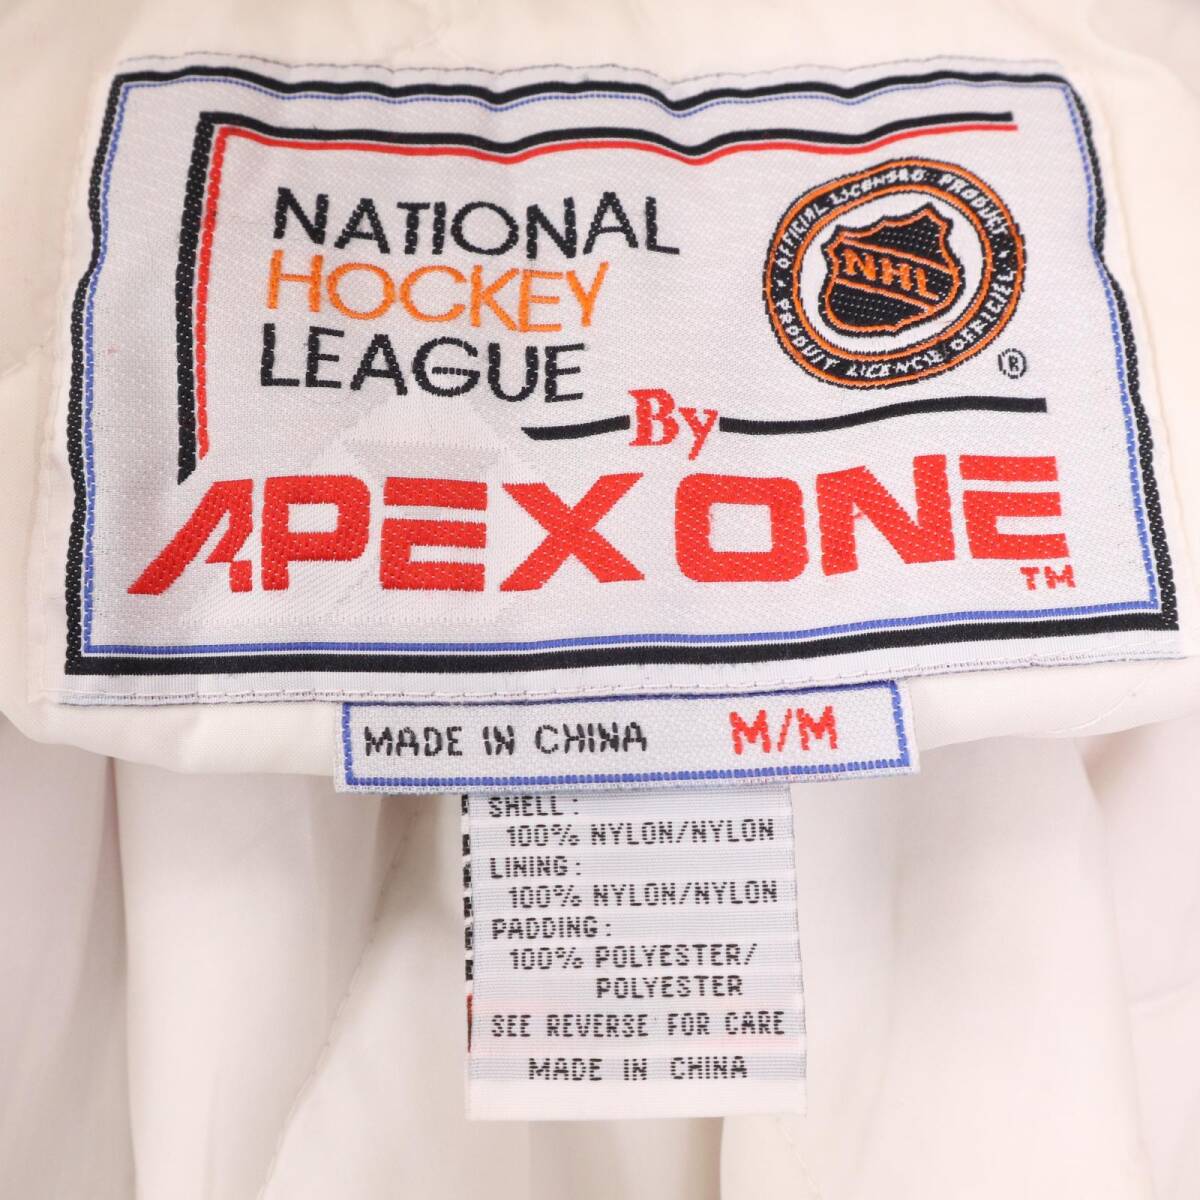 NATIONAL
HOCKEY
LEAGUE
OFFICIAL LICENSED PRODUCT
NHL
PRODUIT LICENCIÉ OFFICIEL
®
By
APEX ONE
TM
MADE IN CHINA M/M
SHELL:
100% NYLON/NYLON
LINING:
100% NYLON/NYLON
PADDING:
100% POLYESTER/
POLYESTER
SEE REVERSE FOR CARE
MADE IN CHINA